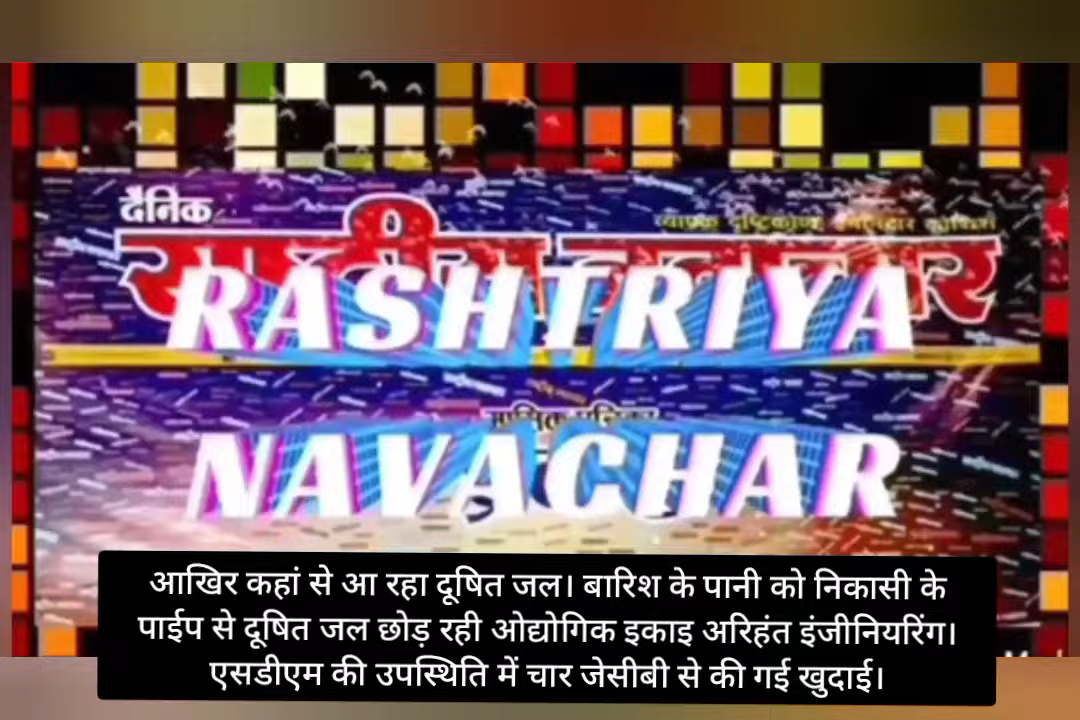 दैनिक
RASHTRIYA
NAVACHAR
आखिर कहां से आ रहा दूषित जल। बारिश के पानी को निकासी के
पाईप से दूषित जल छोड़ रही ओद्योगिक इकाइ अरिहंत इंजीनियरिंग।
एसडीएम की उपस्थिति में चार जेसीबी से की गई खुदाई।